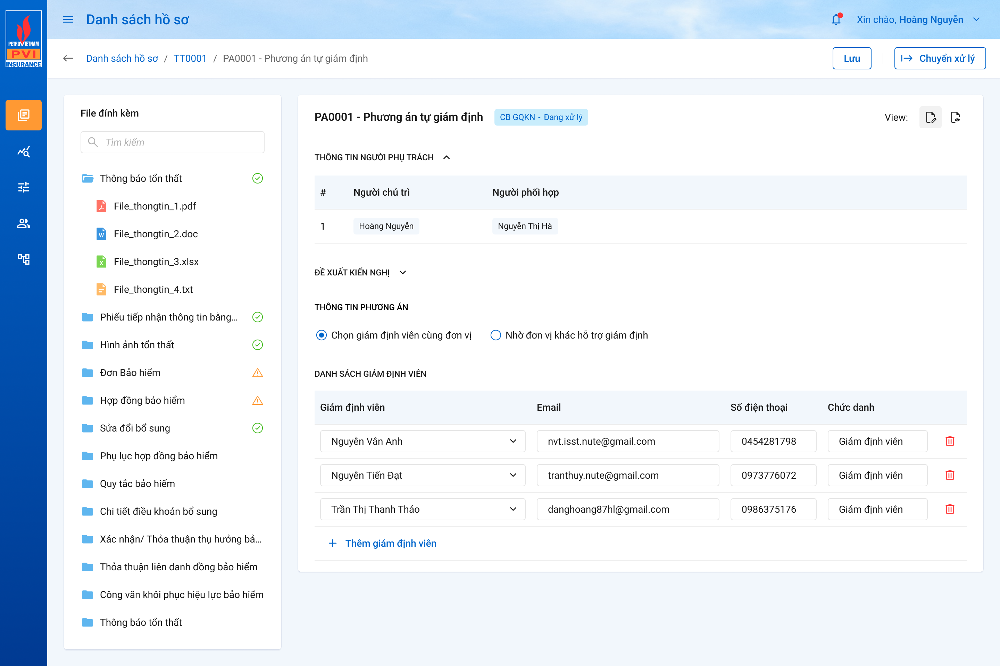 PETROVIETNAM
PVI
INSURANCE
Danh sách hồ sơ
Xin chào, Hoàng Nguyễn
Danh sách hồ sơ / TT0001 / PA0001 - Phương án tự giám định
Lưu
Chuyển xử lý
File đính kèm
Tìm kiếm
Thông báo tổn thất
File_thongtin_1.pdf
File_thongtin_2.doc
File_thongtin_3.xlsx
File_thongtin_4.txt
Phiếu tiếp nhận thông tin bằng...
Hình ảnh tổn thất
Đơn Bảo hiểm
Hợp đồng bảo hiểm
Sửa đổi bổ sung
Phụ lục hợp đồng bảo hiểm
Quy tắc bảo hiểm
Chi tiết điều khoản bổ sung
Xác nhận/ Thỏa thuận thụ hưởng bả...
Thỏa thuận liên danh đồng bảo hiểm
Công văn khôi phục hiệu lực bảo hiểm
Thông báo tổn thất
PA0001 - Phương án tự giám định
CB GQKN - Đang xử lý
View:
THÔNG TIN NGƯỜI PHỤ TRÁCH
# Người chủ trì Người phối hợp
1 Hoàng Nguyễn Nguyễn Thị Hà
ĐỀ XUẤT KIẾN NGHỊ
THÔNG TIN PHƯƠNG ÁN
Chọn giám định viên cùng đơn vị
Nhờ đơn vị khác hỗ trợ giám định
DANH SÁCH GIÁM ĐỊNH VIÊN
Giám định viên Email Số điện thoại Chức danh
Nguyễn Vân Anh nvt.isst.nute@gmail.com 0454281798 Giám định viên
Nguyễn Tiến Đạt tranthuy.nute@gmail.com 0973776072 Giám định viên
Trần Thị Thanh Thảo danghoang87hl@gmail.com 0986375176 Giám định viên
Thêm giám định viên